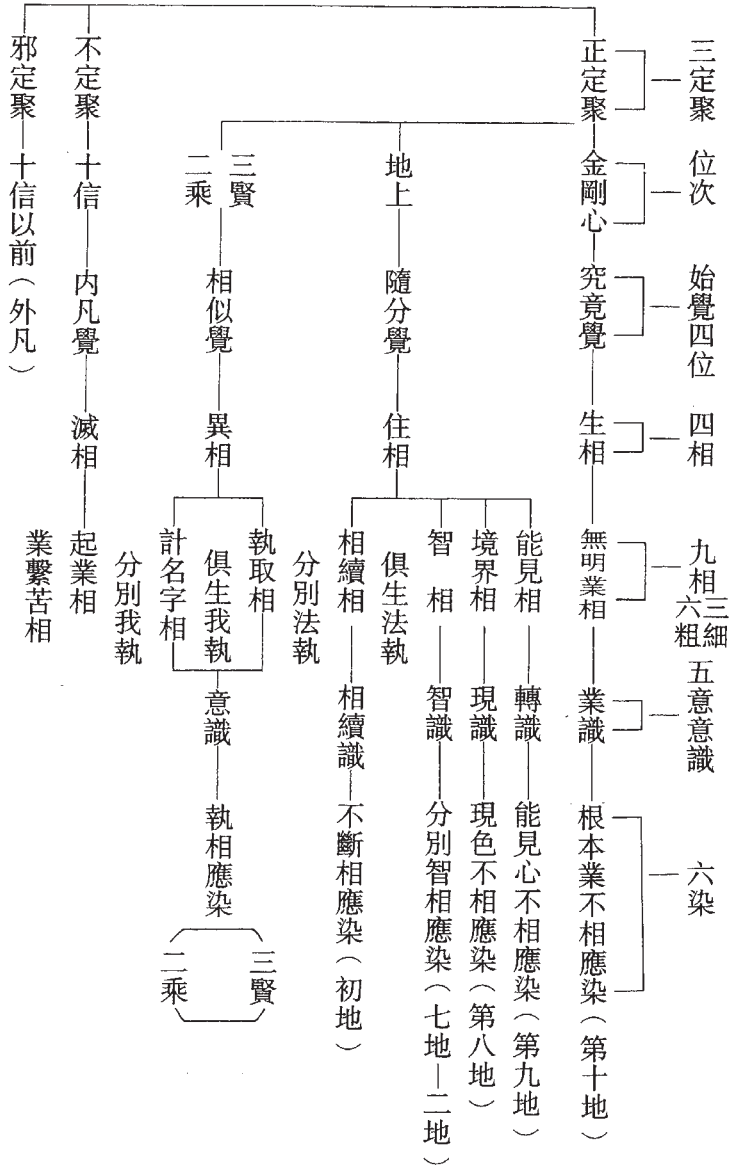 三定聚 位次 始覺四位 四相 九相 三細六粗 五意意識 六染
正定聚 金剛心 究竟覺 生相 無明業相 業識 根本業不相應染(第十地)
能見相 轉識 能見心不相應染(第九地)
境界相 現識 現色不相應染(第八地)
智相 智識 分別智相應染(七地—二地)
地上 隨分覺 住相 俱生法執
相續相 相續識 不斷相應染(初地)
分別法執
三賢 執取相 三賢
二乘 相似覺 異相 俱生我執 意識 執相應染 二乘
計名字相
分別我執
不定聚 十信 內凡覺 滅相 起業相
業繫苦相
邪定聚 十信以前(外凡)